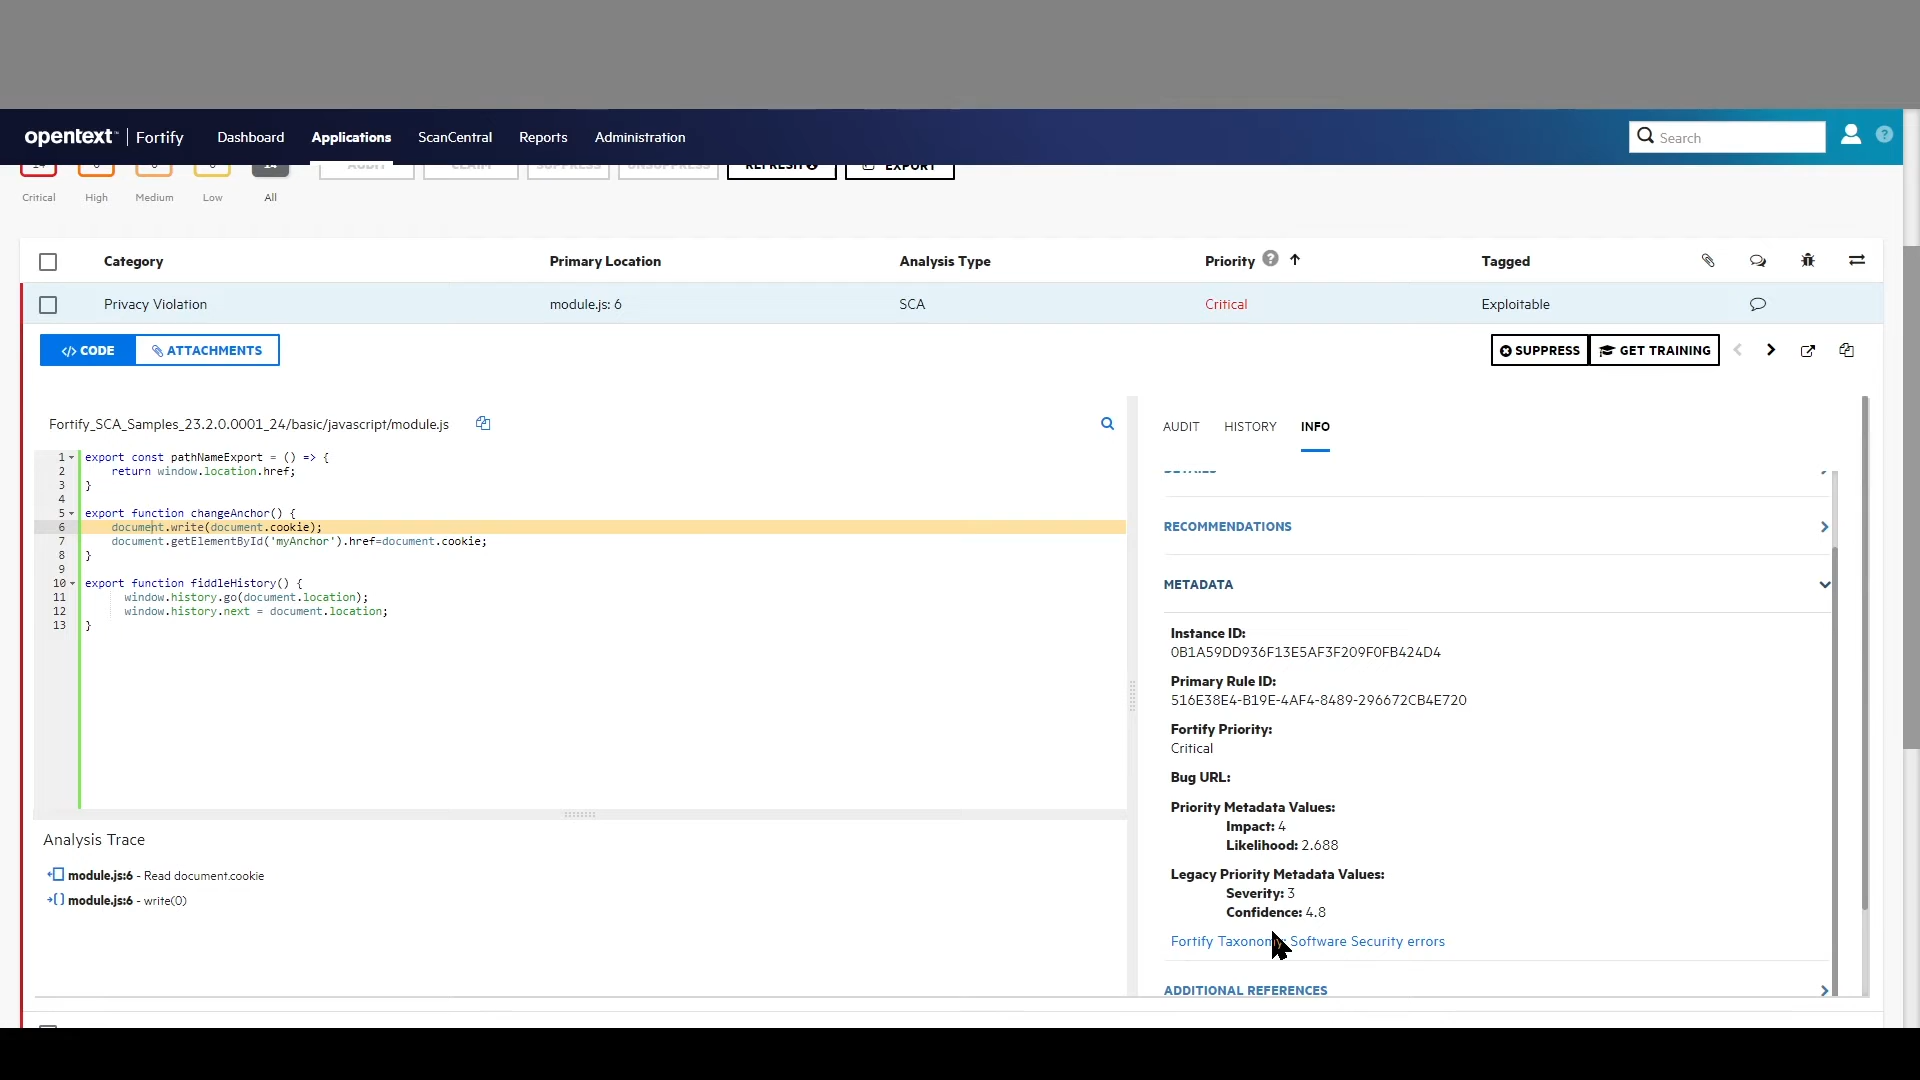 opentext™ | Fortify Dashboard Applications ScanCentral Reports Administration Search
AUDIT CLAIM SUPPRESS UNSUPPRESS REFRESH EXPORT
Critical High Medium Low All
Category Primary Location Analysis Type Priority Tagged
Privacy Violation module.js: 6 SCA Critical Exploitable
</> CODE ATTACHMENTS SUPPRESS GET TRAINING
Fortify_SCA_Samples_23.2.0.0001_24/basic/javascript/module.js
1 export const pathNameExport = () => {
2 return window.location.href;
3 }
4
5 export function changeAnchor() {
6 document.write(document.cookie);
7 document.getElementById('myAnchor').href=document.cookie;
8 }
9
10 export function fiddleHistory() {
11 window.history.go(document.location);
12 window.history.next = document.location;
13 }
Analysis Trace
module.js:6 - Read document.cookie
module.js:6 - write(0)
AUDIT HISTORY INFO
DETAILS
RECOMMENDATIONS
METADATA
Instance ID:
0B1A59DD936F13E5AF3F209F0FB424D4
Primary Rule ID:
516E38E4-B19E-4AF4-8489-296672CB4E720
Fortify Priority:
Critical
Bug URL:
Priority Metadata Values:
Impact: 4
Likelihood: 2.688
Legacy Priority Metadata Values:
Severity: 3
Confidence: 4.8
Fortify Taxonomy: Software Security errors
ADDITIONAL REFERENCES